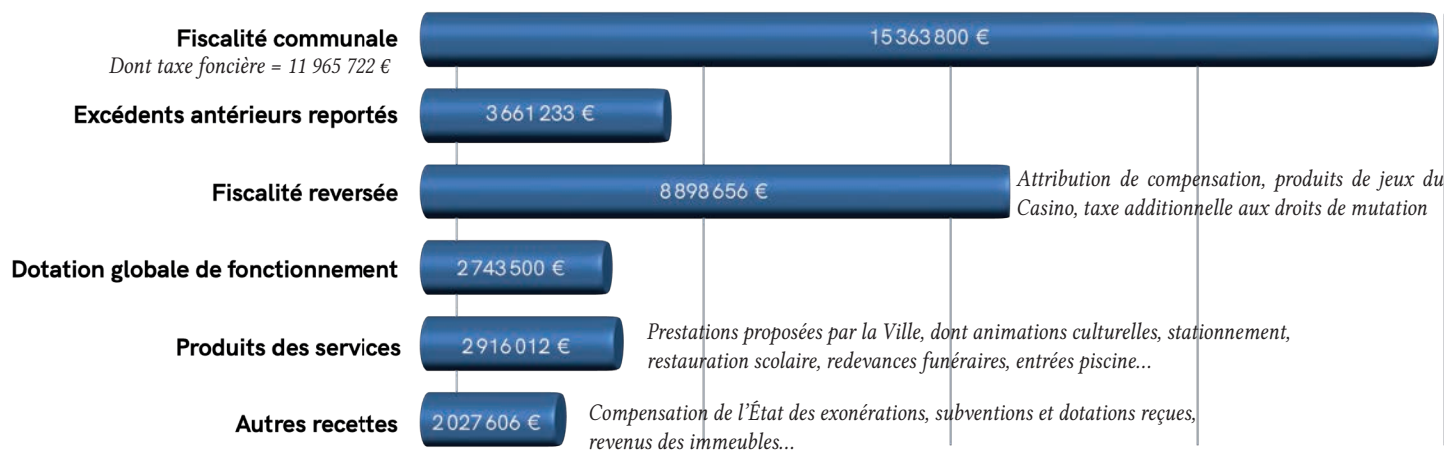 Fiscalité communale
15 363 800 €
Dont taxe foncière = 11 965 722 €
Excédents antérieurs reportés
3 661 233 €
Fiscalité reversée
8 898 656 €
Attribution de compensation, produits de jeux du
Casino, taxe additionnelle aux droits de mutation
Dotation globale de fonctionnement
2 743 500 €
Produits des services
2 916 012 €
Prestations proposées par la Ville, dont animations culturelles, stationnement,
restauration scolaire, redevances funéraires, entrées piscine...
Autres recettes
2 027 606 €
Compensation de l'État des exonérations, subventions et dotations reçues,
revenus des immeubles...